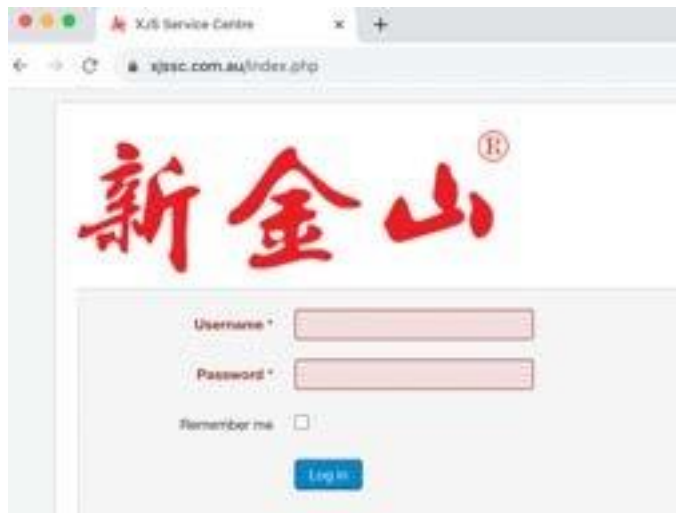 XJS Service Centre
xjssc.com.au/index.php
新金山®
Username *
Password *
Remember me
Log in